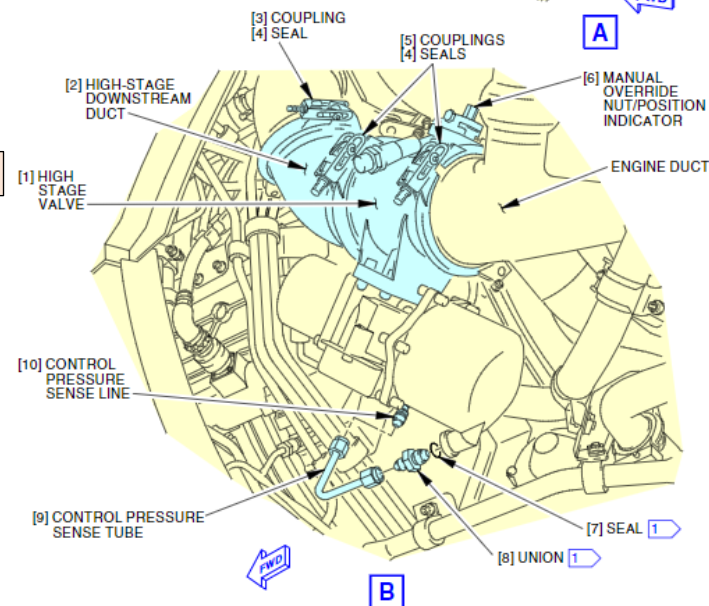 A
[3] COUPLING
[4] SEAL
[5] COUPLINGS
[4] SEALS
[2] HIGH-STAGE
DOWNSTREAM
DUCT
[6] MANUAL
OVERRIDE
NUT/POSITION
INDICATOR
[1] HIGH
STAGE
VALVE
ENGINE DUCT
[10] CONTROL
PRESSURE
SENSE LINE
[9] CONTROL PRESSURE
SENSE TUBE
[7] SEAL 1
[8] UNION 1
FWD
B